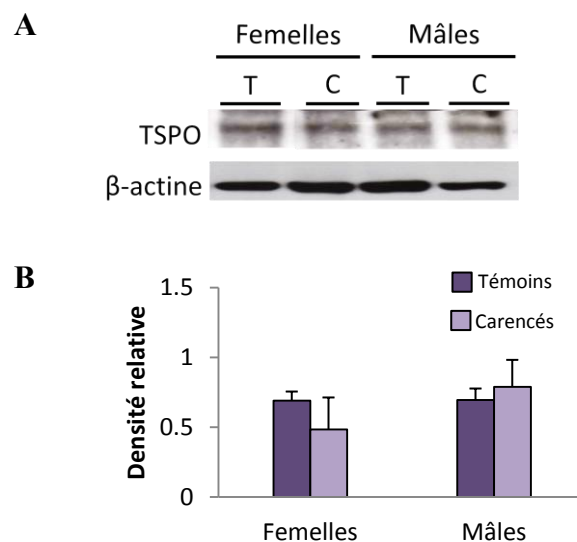 A
Femelles Mâles
T C T C
TSPO
β-actine
B
Densité relative
1.5
1
0.5
0
Témoins
Carencés
Femelles Mâles